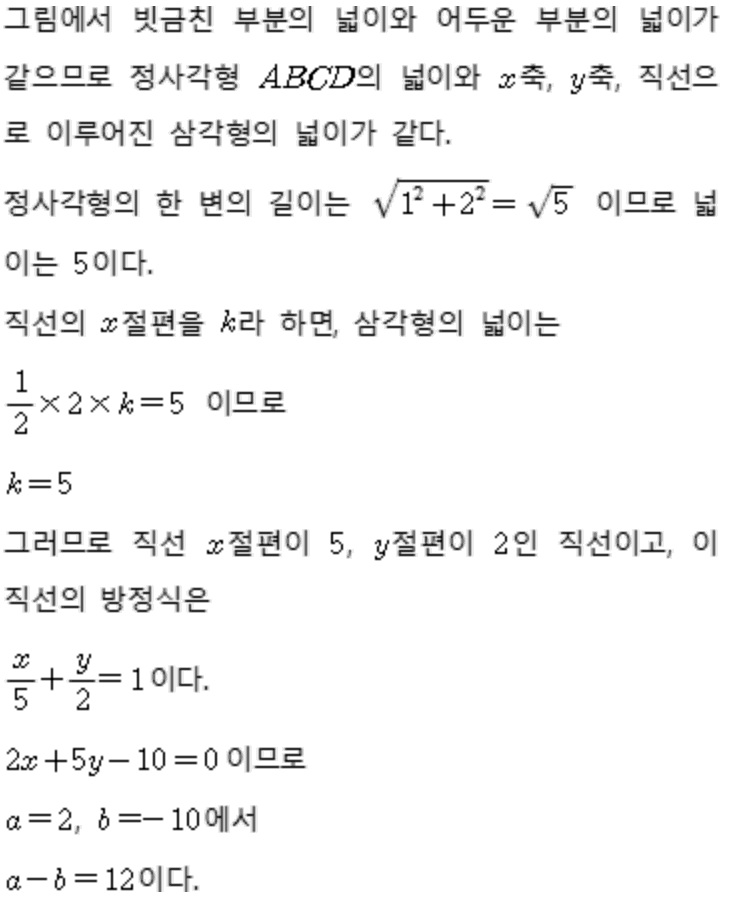 그림에서 빗금친 부분의 넓이와 어두운 부분의 넓이가
같으므로 정사각형 ABCD의 넓이와 x축, y축, 직선으
로 이루어진 삼각형의 넓이가 같다.
정사각형의 한 변의 길이는 √(1²+2²)=√5 이므로 넓
이는 5이다.
직선의 x절편을 k라 하면, 삼각형의 넓이는
1/2×2×k=5 이므로
k=5
그러므로 직선 x절편이 5, y절편이 2인 직선이고, 이
직선의 방정식은
x/5+y/2=1이다.
2x+5y-10=0이므로
a=2, b=-10에서
a-b=12이다.